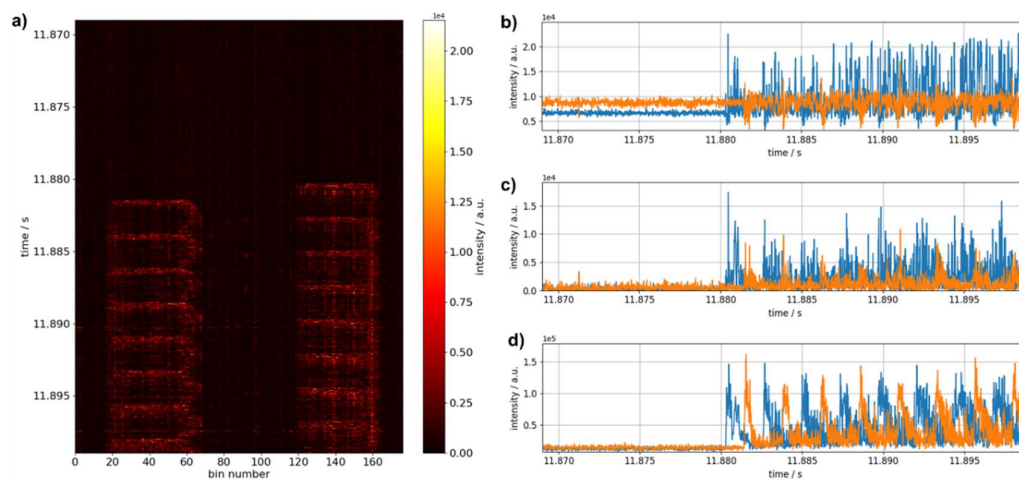 a)
1e4
11.870
11.875
11.880
11.885
11.890
11.895
time / s
0 20 40 60 80 100 120 140 160
bin number
2.00
1.75
1.50
1.25
1.00
0.75
0.50
0.25
0.00
intensity / a.u.
b)
1e4
2.0
1.5
1.0
0.5
intensity / a.u.
11.870 11.875 11.880 11.885 11.890 11.895
time / s
c)
1e4
1.5
1.0
0.5
0.0
intensity / a.u.
11.870 11.875 11.880 11.885 11.890 11.895
time / s
d)
1e5
1.5
1.0
0.5
intensity / a.u.
11.870 11.875 11.880 11.885 11.890 11.895
time / s